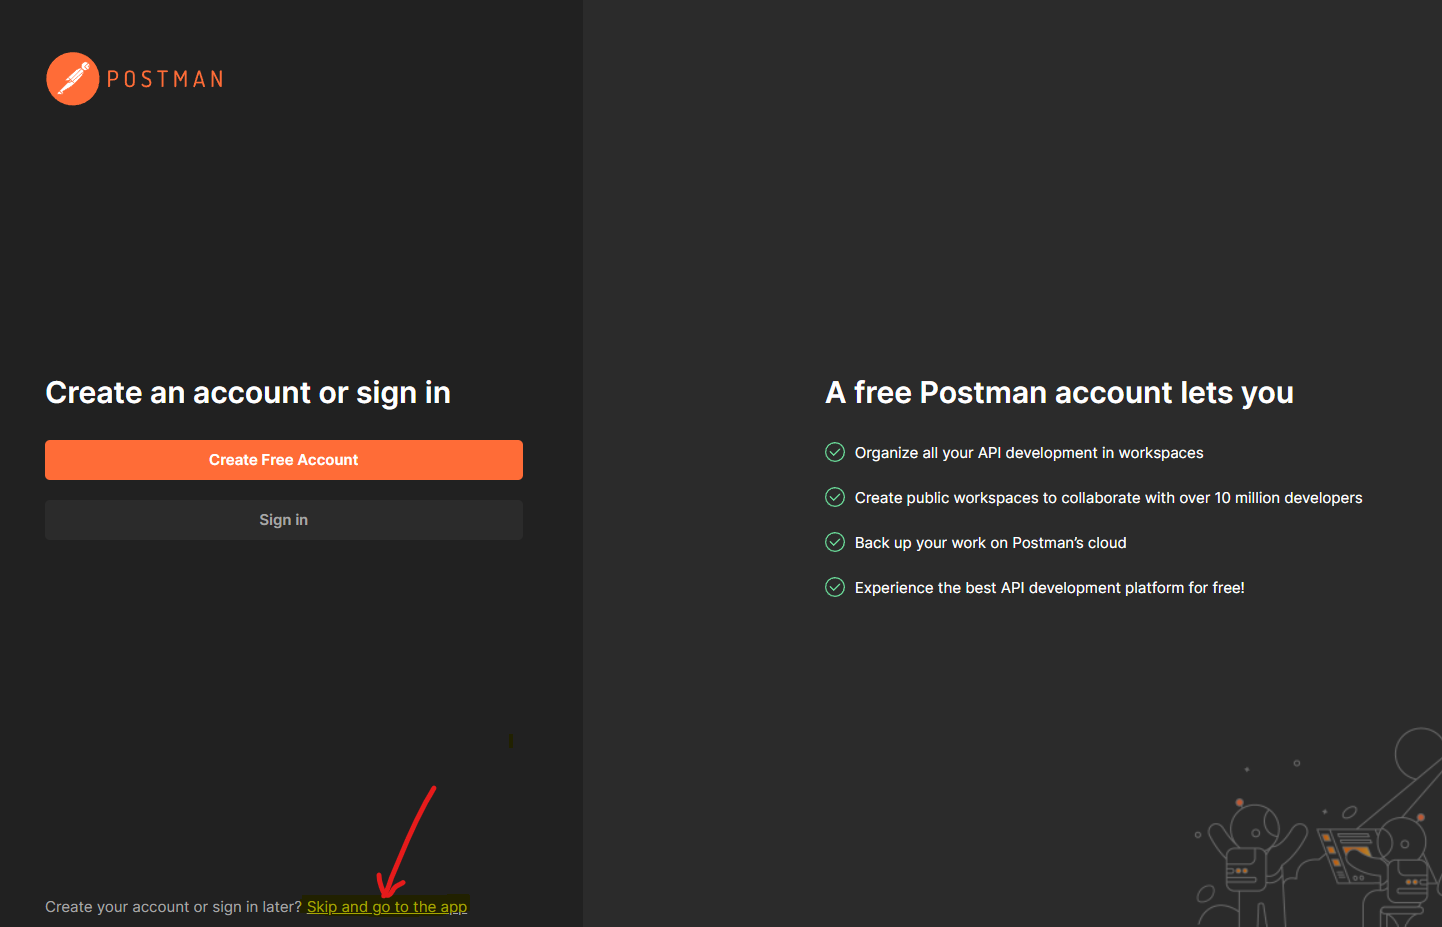 POSTMAN
Create an account or sign in
Create Free Account
Sign in
Create your account or sign in later? Skip and go to the app
A free Postman account lets you
Organize all your API development in workspaces
Create public workspaces to collaborate with over 10 million developers
Back up your work on Postman's cloud
Experience the best API development platform for free!